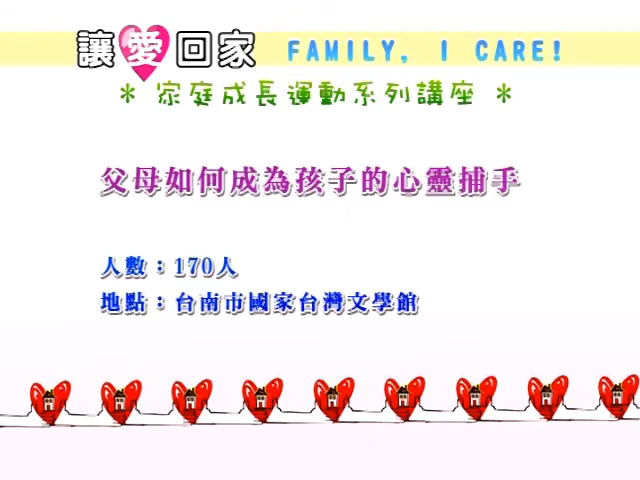 讓愛回家 FAMILY, I CARE!
* 家庭成長運動系列講座 *
父母如何成為孩子的心靈捕手
人數：170人
地點：台南市國家台灣文學館